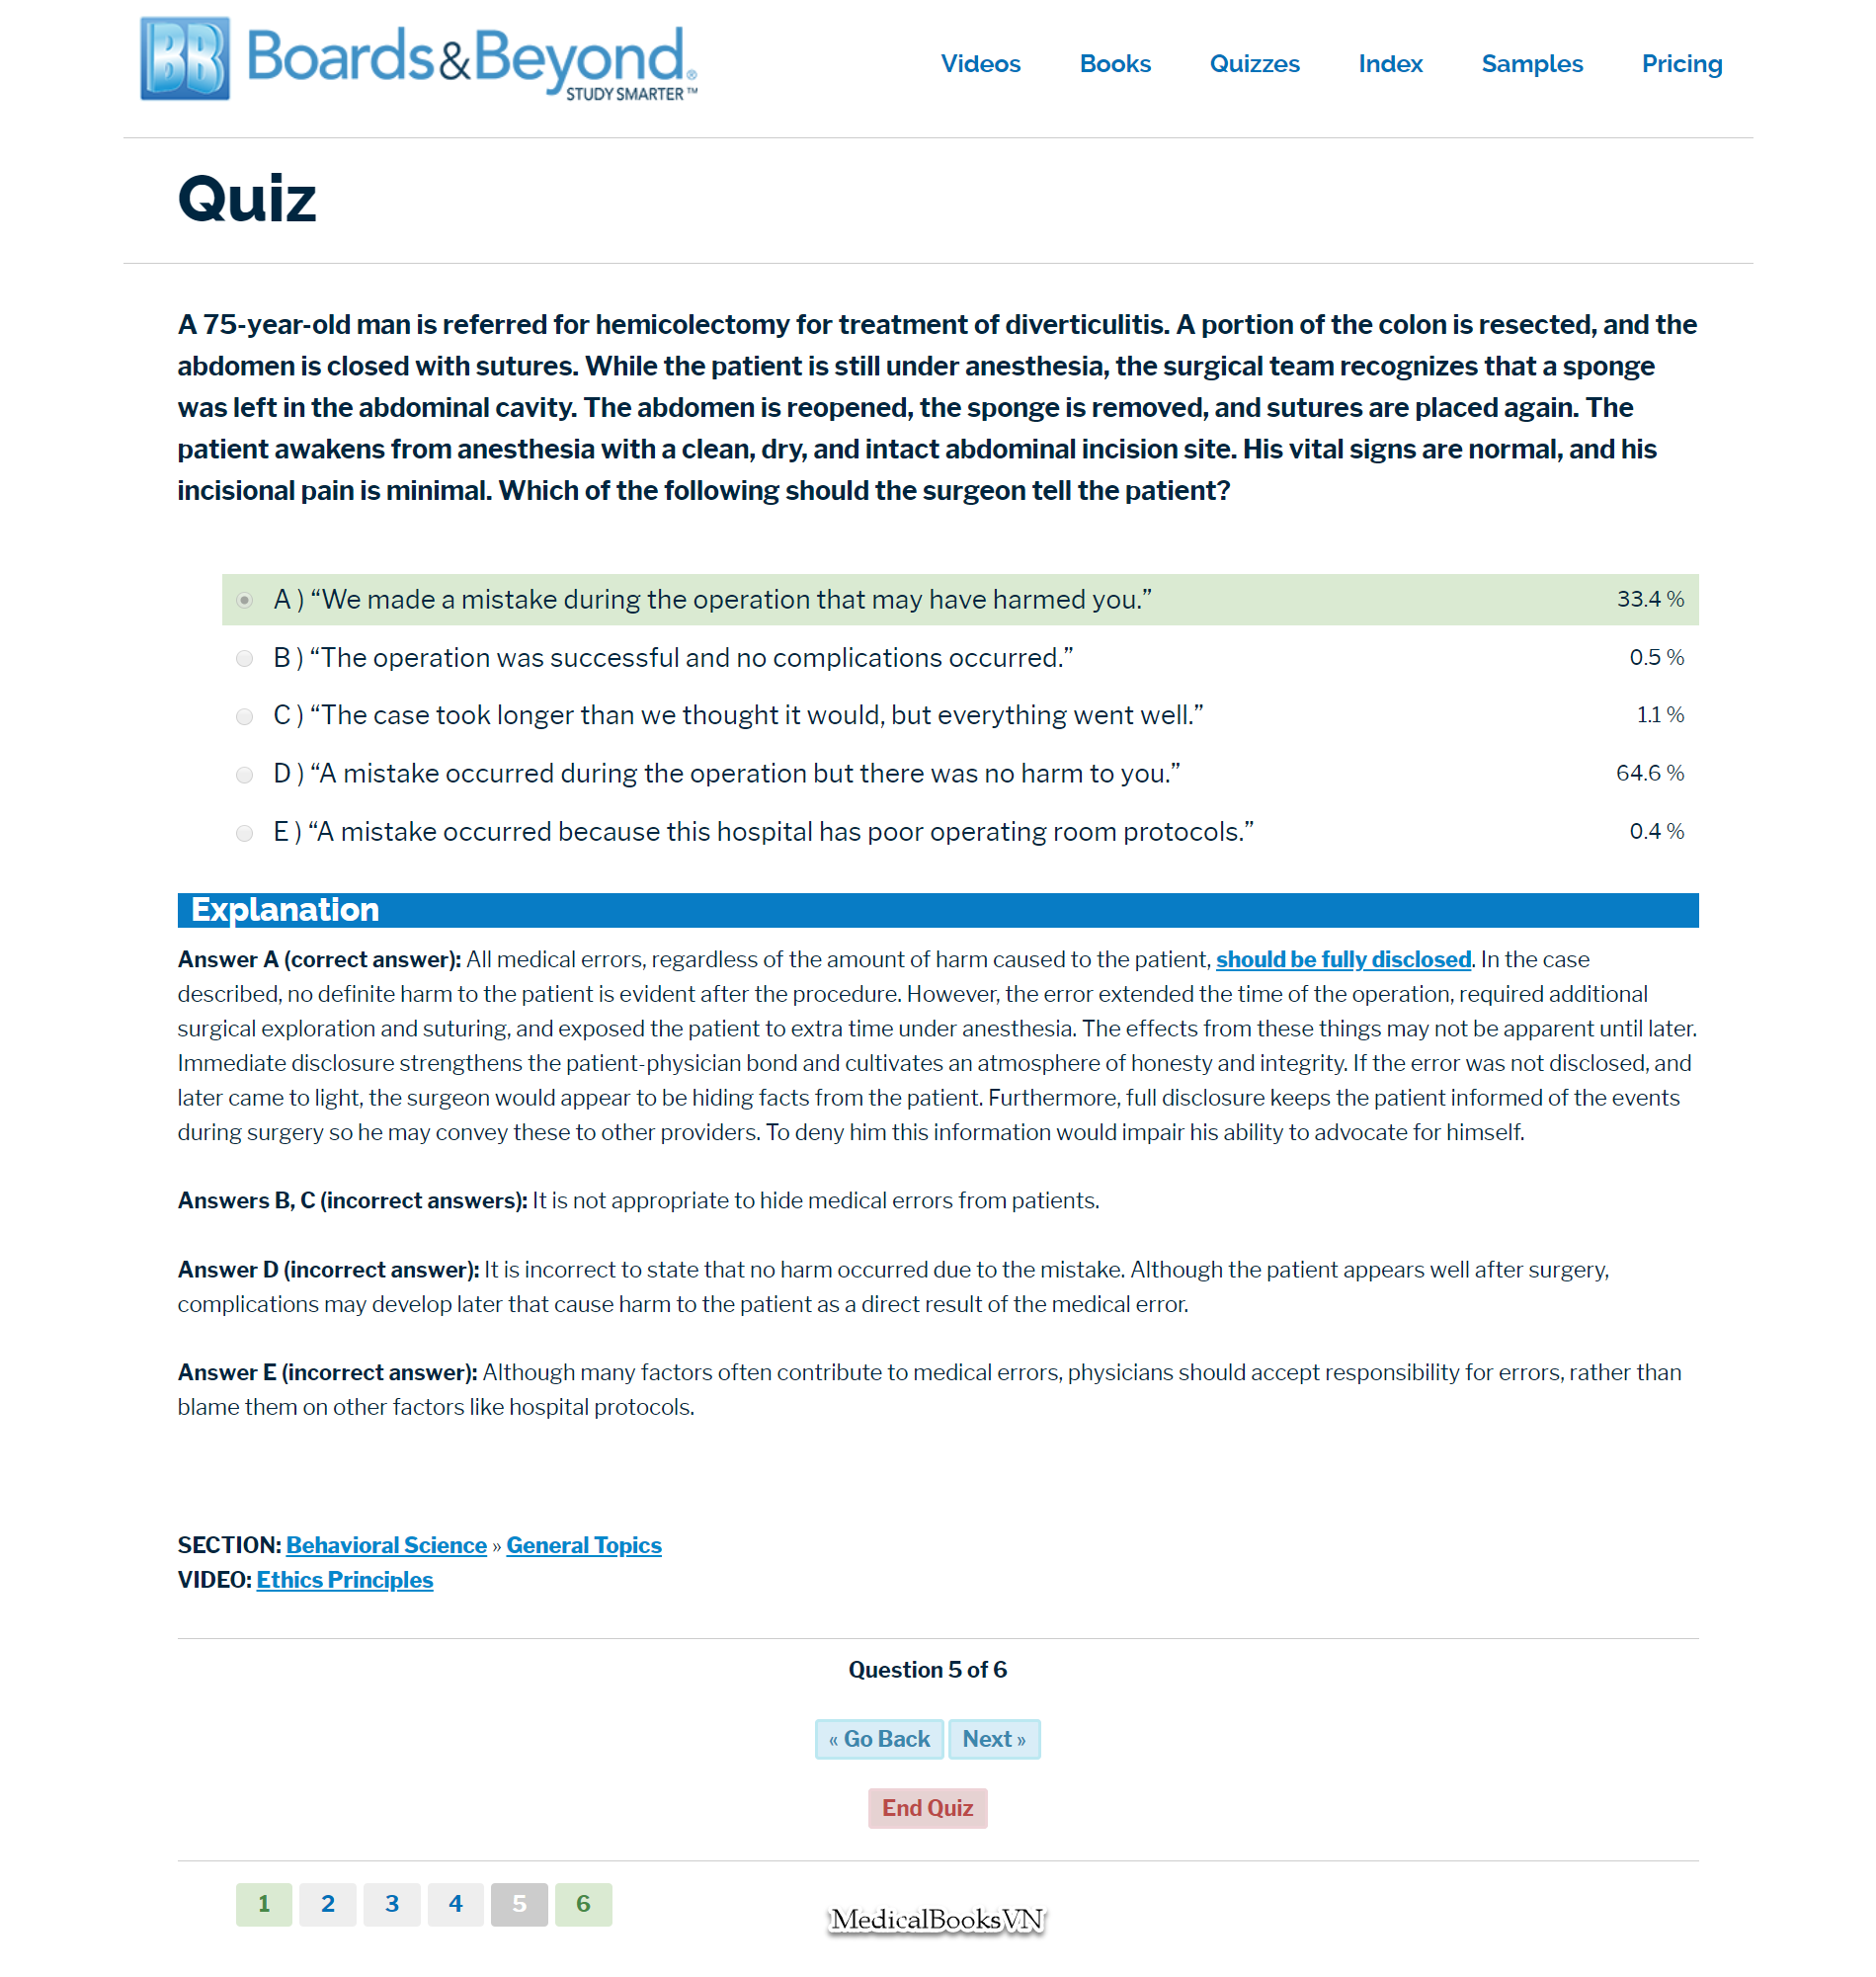 BB Boards&Beyond®
STUDY SMARTER™
Videos Books Quizzes Index Samples Pricing
Quiz
A 75-year-old man is referred for hemicolectomy for treatment of diverticulitis. A portion of the colon is resected, and the
abdomen is closed with sutures. While the patient is still under anesthesia, the surgical team recognizes that a sponge
was left in the abdominal cavity. The abdomen is reopened, the sponge is removed, and sutures are placed again. The
patient awakens from anesthesia with a clean, dry, and intact abdominal incision site. His vital signs are normal, and his
incisional pain is minimal. Which of the following should the surgeon tell the patient?
A ) “We made a mistake during the operation that may have harmed you.” 33.4 %
B ) “The operation was successful and no complications occurred.” 0.5 %
C ) “The case took longer than we thought it would, but everything went well.” 1.1 %
D ) “A mistake occurred during the operation but there was no harm to you.” 64.6 %
E ) “A mistake occurred because this hospital has poor operating room protocols.” 0.4 %
Explanation
Answer A (correct answer): All medical errors, regardless of the amount of harm caused to the patient, should be fully disclosed. In the case
described, no definite harm to the patient is evident after the procedure. However, the error extended the time of the operation, required additional
surgical exploration and suturing, and exposed the patient to extra time under anesthesia. The effects from these things may not be apparent until later.
Immediate disclosure strengthens the patient-physician bond and cultivates an atmosphere of honesty and integrity. If the error was not disclosed, and
later came to light, the surgeon would appear to be hiding facts from the patient. Furthermore, full disclosure keeps the patient informed of the events
during surgery so he may convey these to other providers. To deny him this information would impair his ability to advocate for himself.
Answers B, C (incorrect answers): It is not appropriate to hide medical errors from patients.
Answer D (incorrect answer): It is incorrect to state that no harm occurred due to the mistake. Although the patient appears well after surgery,
complications may develop later that cause harm to the patient as a direct result of the medical error.
Answer E (incorrect answer): Although many factors often contribute to medical errors, physicians should accept responsibility for errors, rather than
blame them on other factors like hospital protocols.
SECTION: Behavioral Science » General Topics
VIDEO: Ethics Principles
Question 5 of 6
« Go Back Next »
End Quiz
1 2 3 4 5 6
MedicalBooksVN